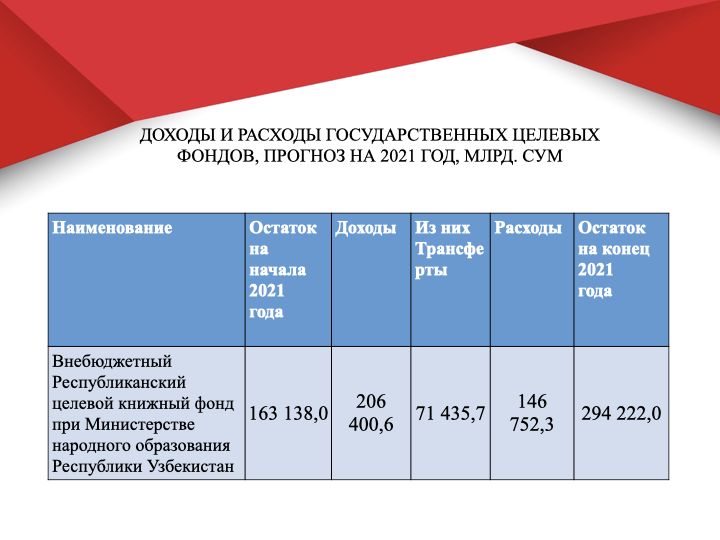 ДОХОДЫ И РАСХОДЫ ГОСУДАРСТВЕННЫХ ЦЕЛЕВЫХ
ФОНДОВ, ПРОГНОЗ НА 2021 ГОД, МЛРД. СУМ
Наименование
Остаток
на
начала
2021
года
Доходы
Из них
Трансфе
рты
Расходы
Остаток
на конец
2021
года
Внебюджетный
Республиканский
целевой книжный фонд
при Министерстве
народного образования
Республики Узбекистан
163 138,0
206
400,6
71 435,7
146
752,3
294 222,0